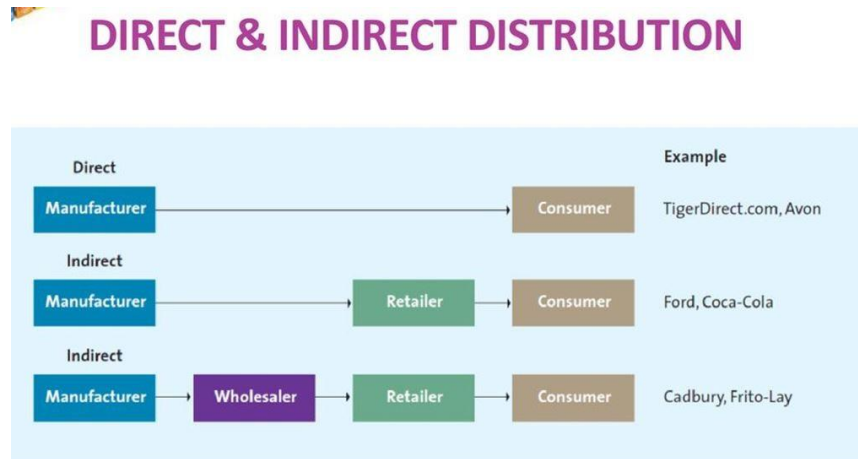 DIRECT & INDIRECT DISTRIBUTION
Example
Direct
Manufacturer Consumer TigerDirect.com, Avon
Indirect
Manufacturer Retailer Consumer Ford, Coca-Cola
Indirect
Manufacturer Wholesaler Retailer Consumer Cadbury, Frito-Lay